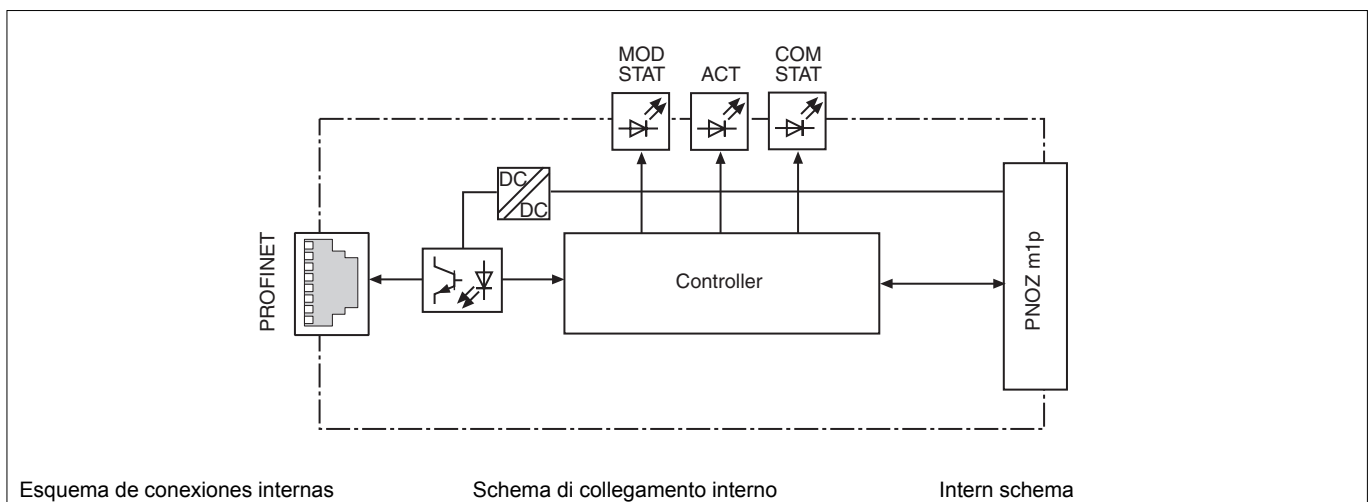 MOD
STAT
ACT
COM
STAT
DC
DC
PROFINET
Controller
PNOZ m1p
Esquema de conexiones internas
Schema di collegamento interno
Intern schema